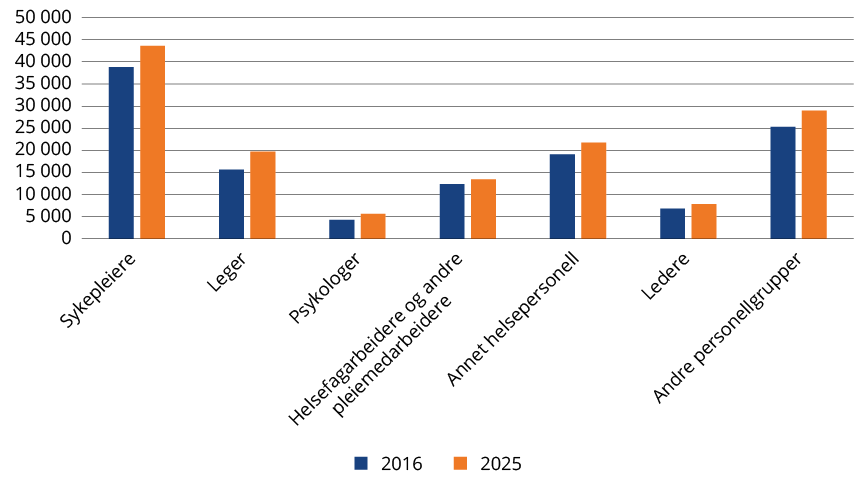 50 000
45 000
40 000
35 000
30 000
25 000
20 000
15 000
10 000
5 000
0
Sykepleiere
Leger
Psykologer
Helsefagarbeidere og andre
pleiemedarbeidere
Annet helsepersonell
Ledere
Andre personellgrupper
2016
2025